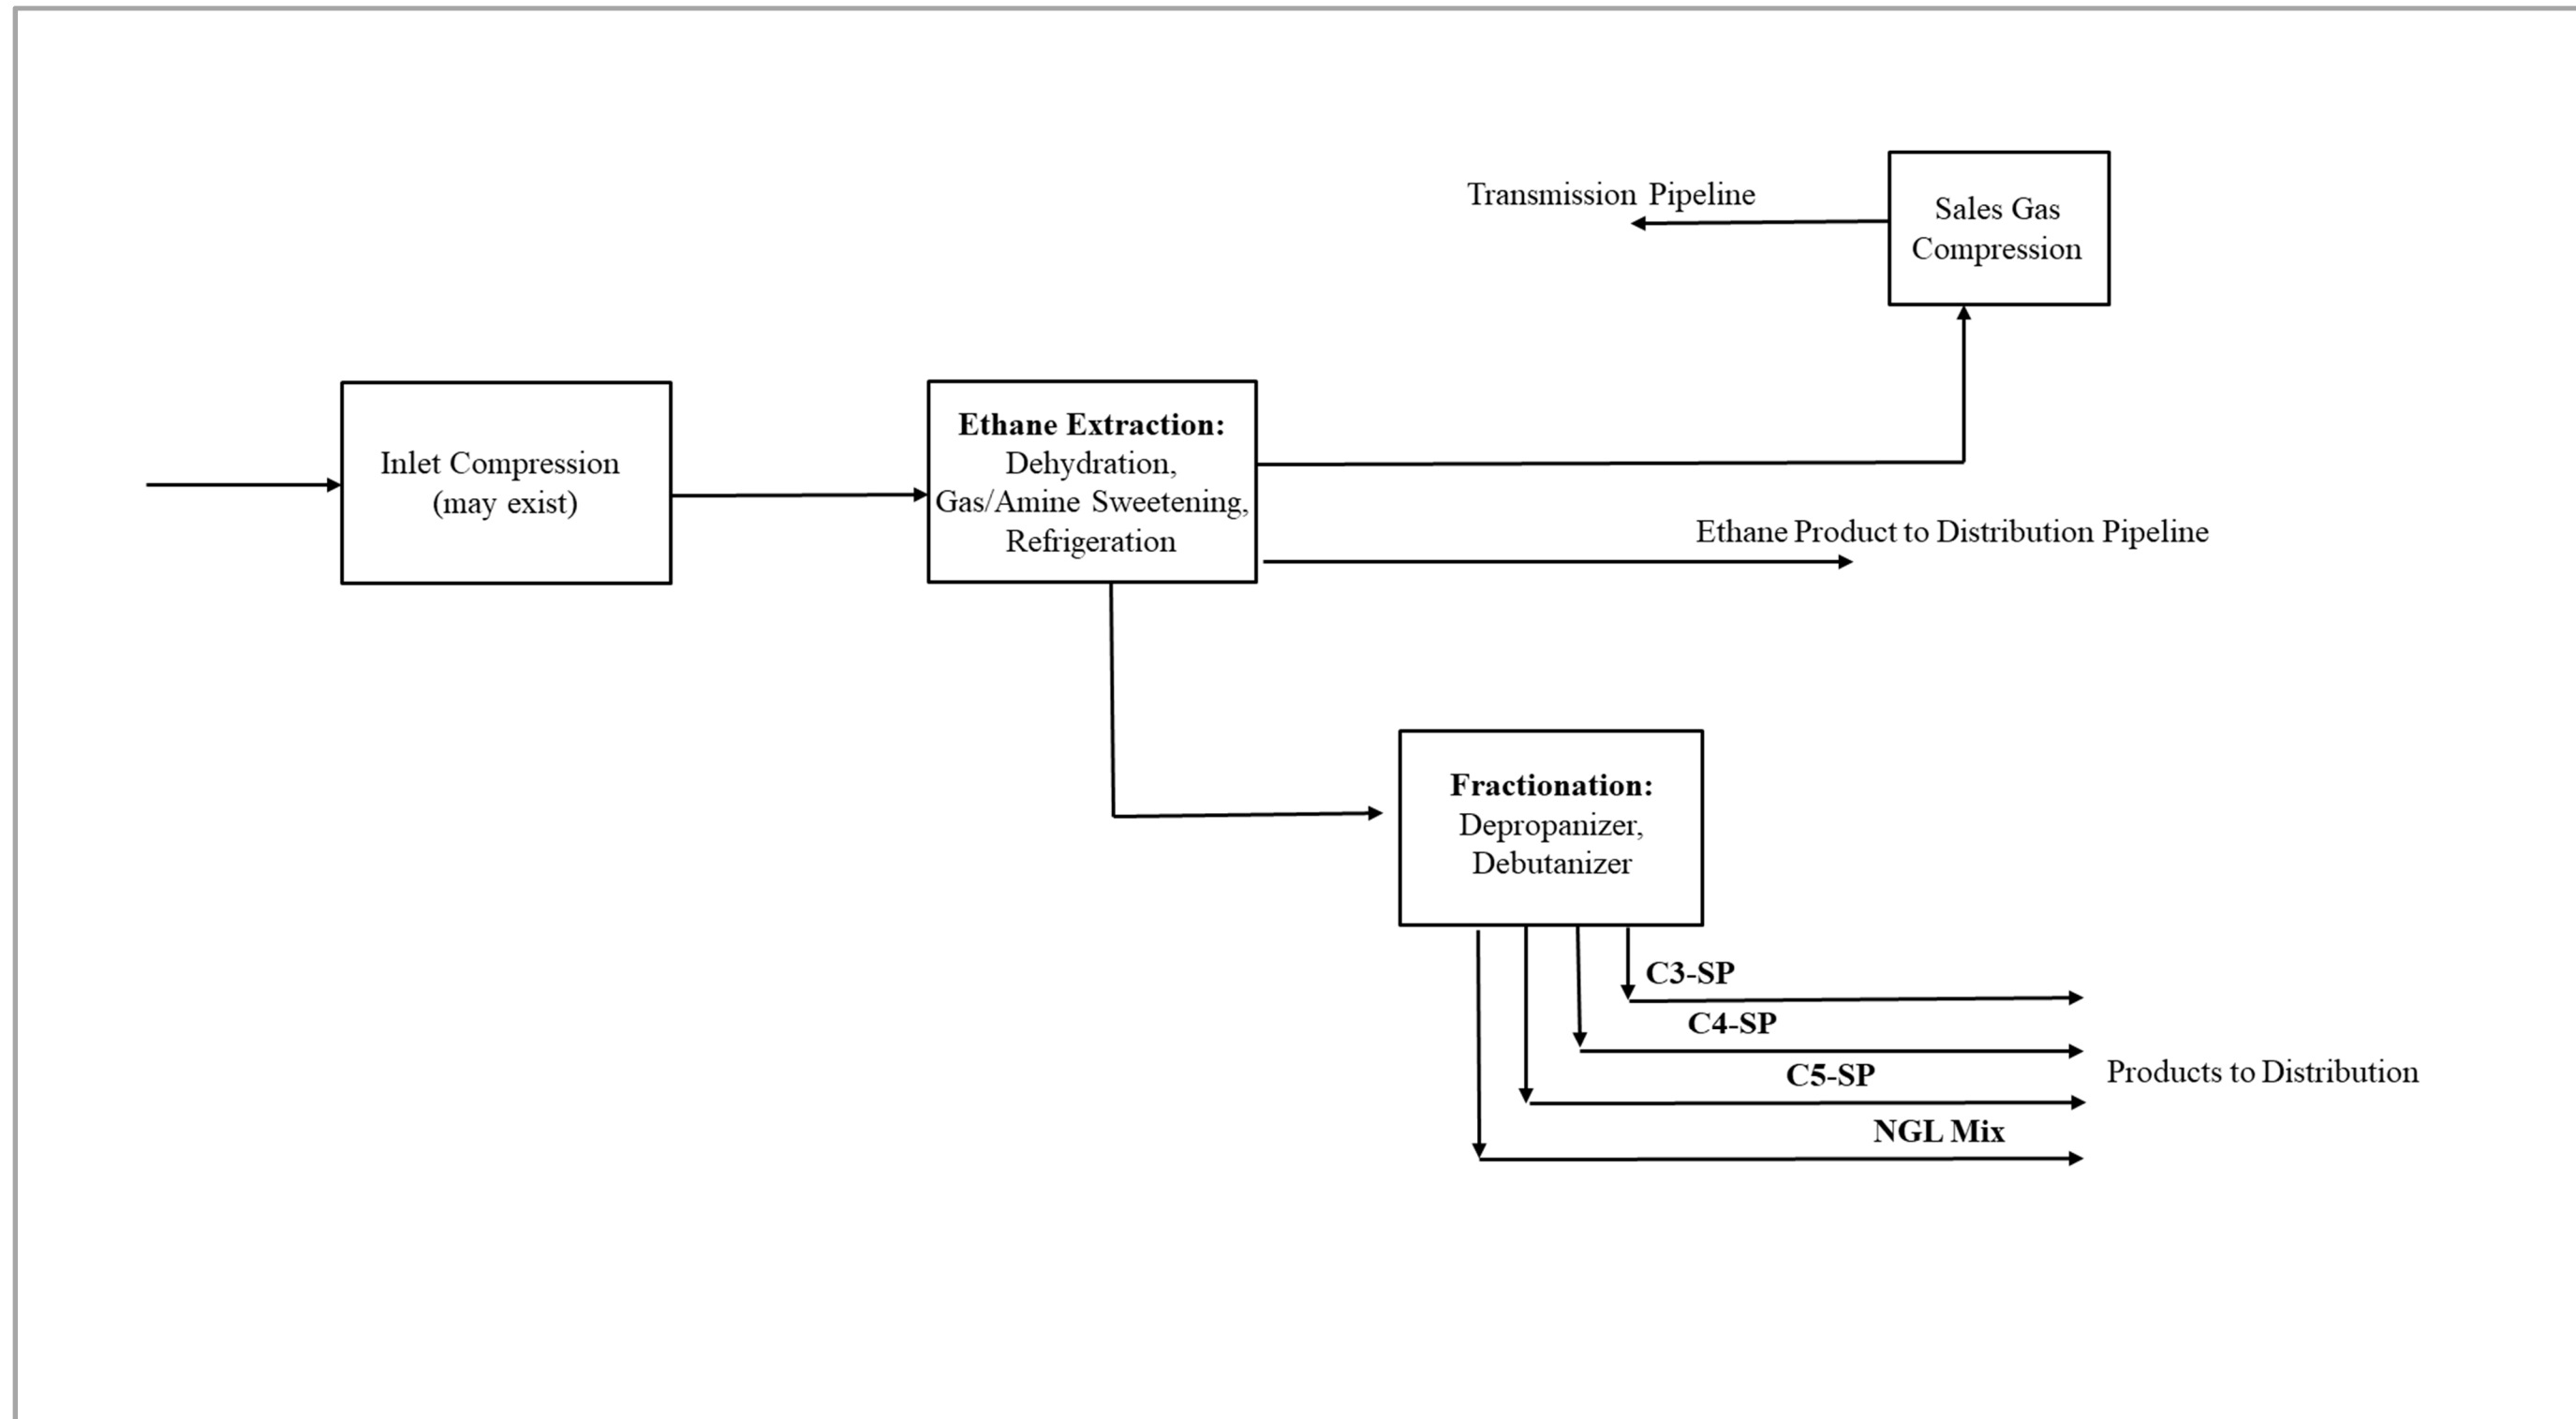 Transmission Pipeline
Sales Gas
Compression
Inlet Compression
(may exist)
Ethane Extraction:
Dehydration,
Gas/Amine Sweetening,
Refrigeration
Ethane Product to Distribution Pipeline
Fractionation:
Depropanizer,
Debutanizer
C3-SP
C4-SP
C5-SP
NGL Mix
Products to Distribution